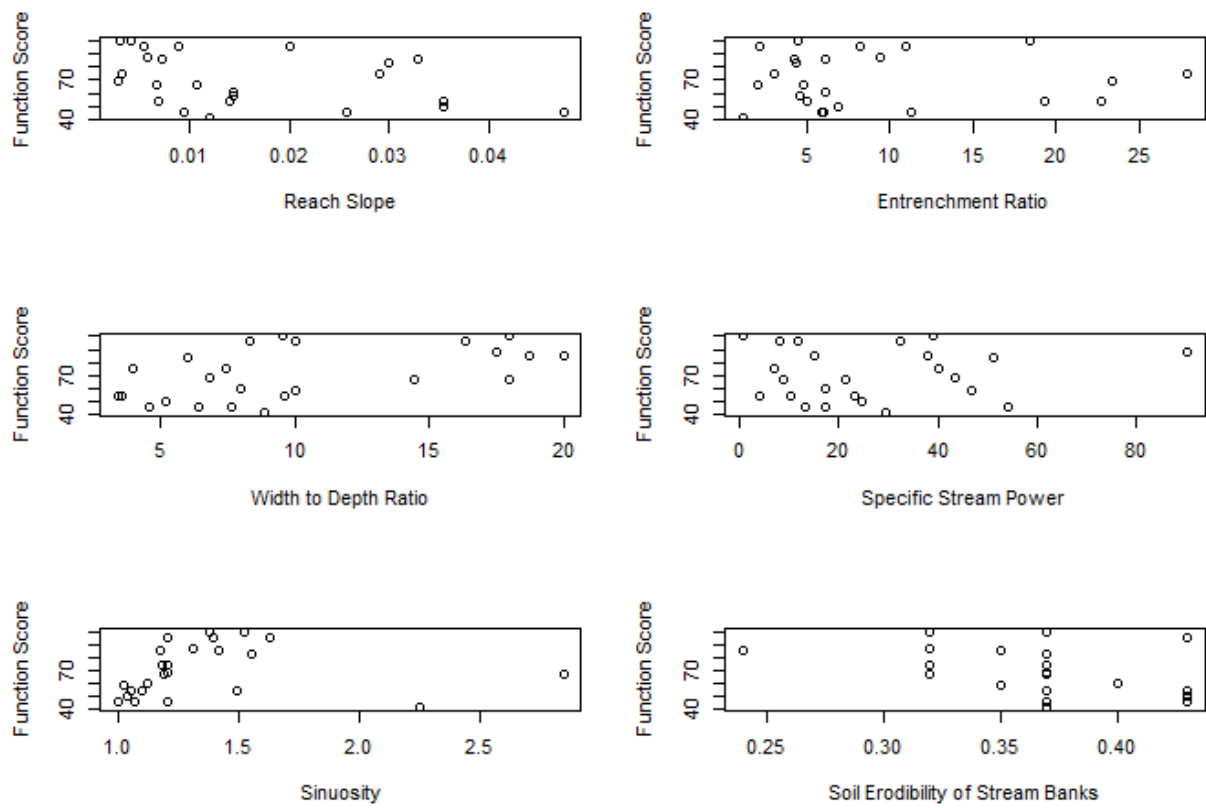 Function Score
40 70
0.01 0.02 0.03 0.04
Reach Slope
Function Score
40 70
5 10 15 20 25
Entrenchment Ratio
Function Score
40 70
5 10 15 20
Width to Depth Ratio
Function Score
40 70
0 20 40 60 80
Specific Stream Power
Function Score
40 70
1.0 1.5 2.0 2.5
Sinuosity
Function Score
40 70
0.25 0.30 0.35 0.40
Soil Erodibility of Stream Banks